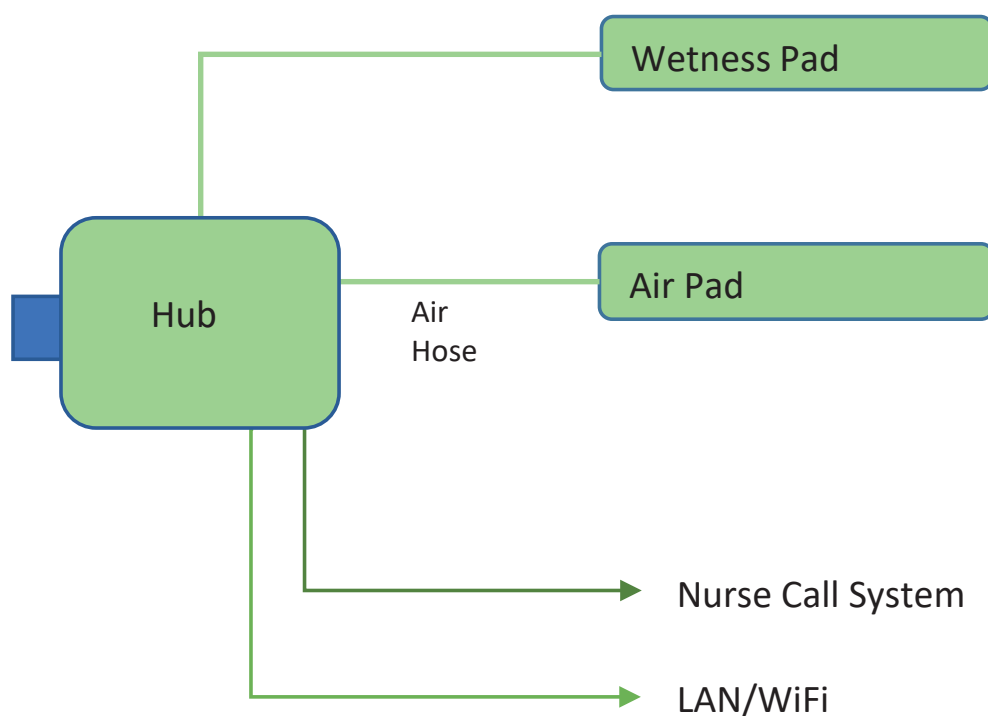 Wetness Pad
Air Pad
Hub
Air
Hose
Nurse Call System
LAN/WiFi